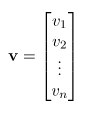 v = [v₁
v₂
⋮
vₙ]